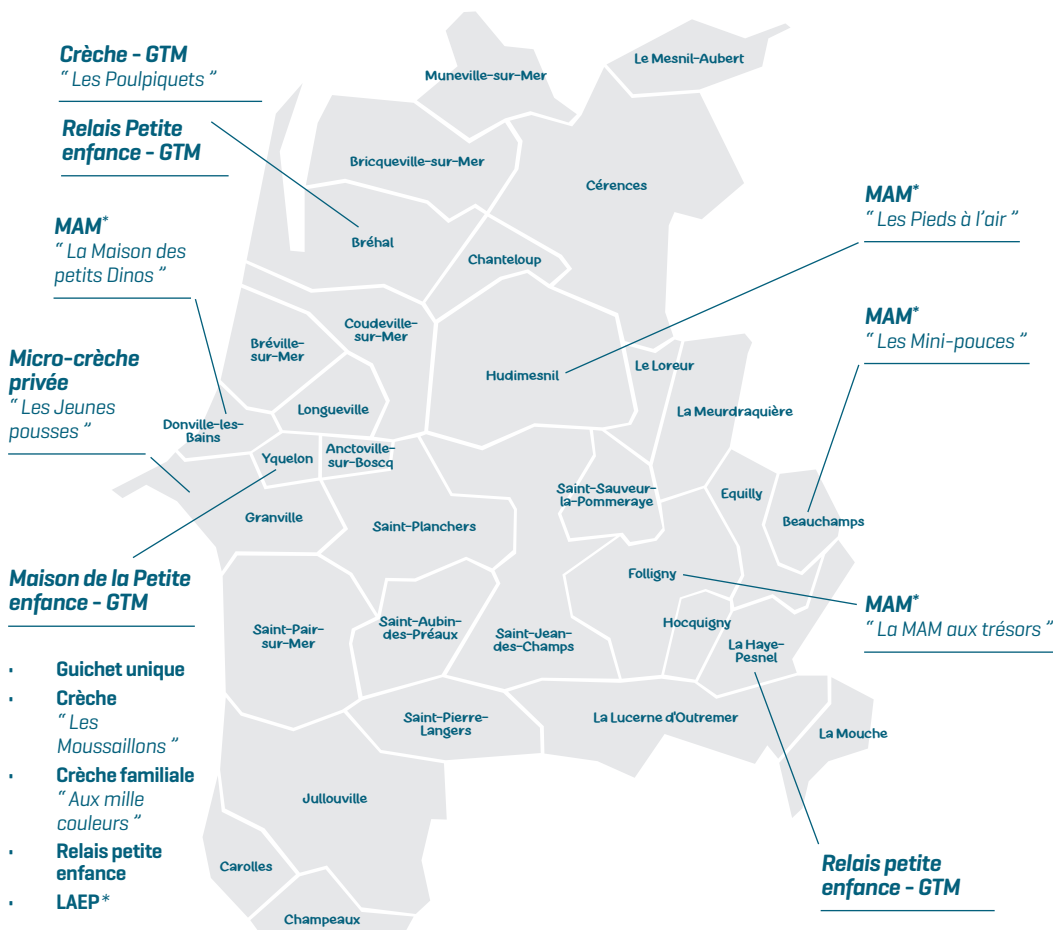 Crèche - GTM
“ Les Poulpiquets ”
Relais Petite
enfance - GTM
MAM*
“ La Maison des
petits Dinos ”
Micro-crèche
privée
“ Les Jeunes
pousses ”
Maison de la Petite
enfance - GTM
· Guichet unique
· Crèche
“ Les
Moussaillons ”
· Crèche familiale
“ Aux mille
couleurs ”
· Relais petite
enfance
· LAEP*
Le Mesnil-Aubert
Muneville-sur-Mer
Bricqueville-sur-Mer
Cérences
Bréhal
Chanteloup
Coudeville-
sur-Mer
Bréville-
sur-Mer
Hudimesnil
Le Loreur
Longueville
La Meurdraquière
Donville-les-
Bains
Yquelon
Anctoville-
sur-Boscq
Saint-Sauveur-
la-Pommeraye
Equilly
Granville
Saint-Planchers
Beauchamps
Folligny
Saint-Pair-
sur-Mer
Saint-Aubin-
des-Préaux
Saint-Jean-
des-Champs
Hocquigny
La Haye-
Pesnel
Saint-Pierre-
Langers
La Lucerne d'Outremer
La Mouche
Jullouville
Carolles
Champeaux
MAM*
“ Les Pieds à l’air ”
MAM*
“ Les Mini-pouces ”
MAM*
“ La MAM aux trésors ”
Relais petite
enfance - GTM